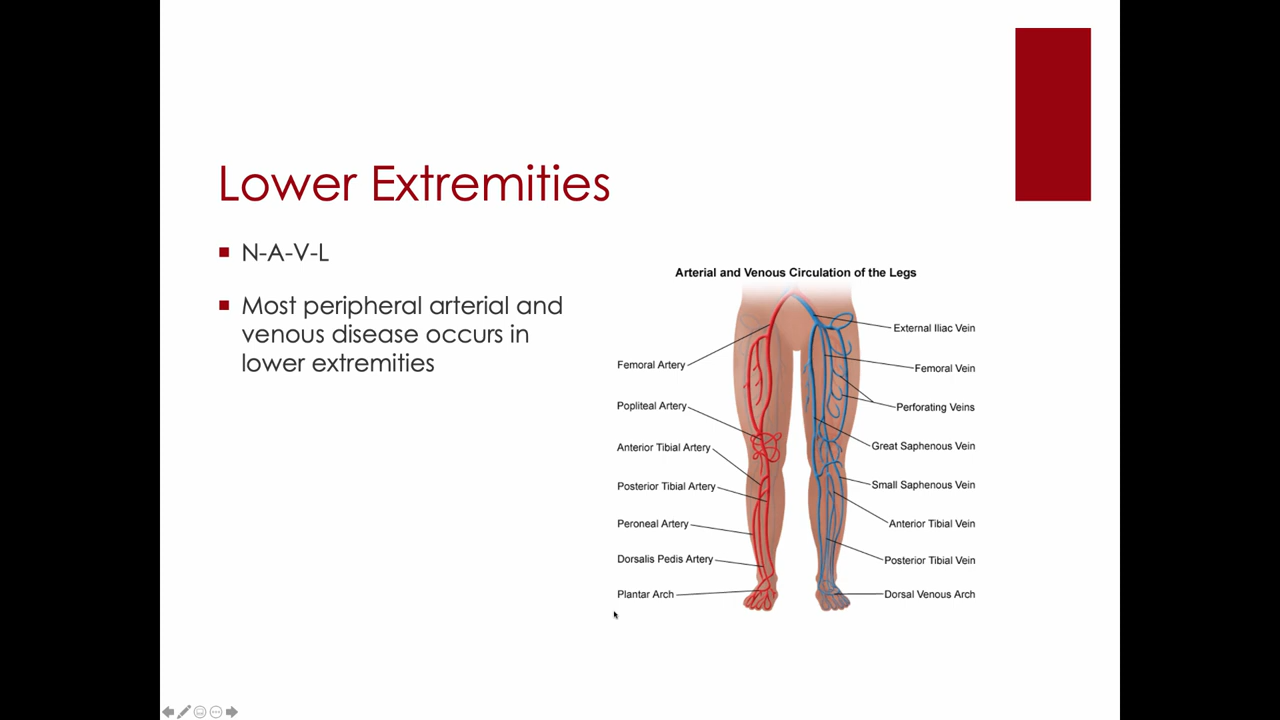 Lower Extremities
N-A-V-L
Most peripheral arterial and
venous disease occurs in
lower extremities
Arterial and Venous Circulation of the Legs
Femoral Artery
Popliteal Artery
Anterior Tibial Artery
Posterior Tibial Artery
Peroneal Artery
Dorsalis Pedis Artery
Plantar Arch
External Iliac Vein
Femoral Vein
Perforating Veins
Great Saphenous Vein
Small Saphenous Vein
Anterior Tibial Vein
Posterior Tibial Vein
Dorsal Venous Arch